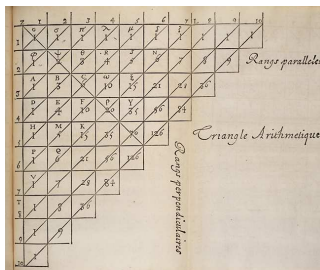 1 2 3 4 5 6 7 8 9 10
σ π λ μ δ ζ
1 1 1 1 1 1 1 1 1 1
φ ψ θ R S N
1 2 3 4 5 6 7 8 9
Rangs paralleles
A B C ω ξ
1 3 6 10 15 21 28 36
D E F ρ Y
1 4 10 20 35 56 84
Triangle Arithmetique
H M K
1 5 15 35 70 126
P Q
1 6 21 56 126
V
1 7 28 84
1 8 36
1 9
1
Rangs perpendiculaires